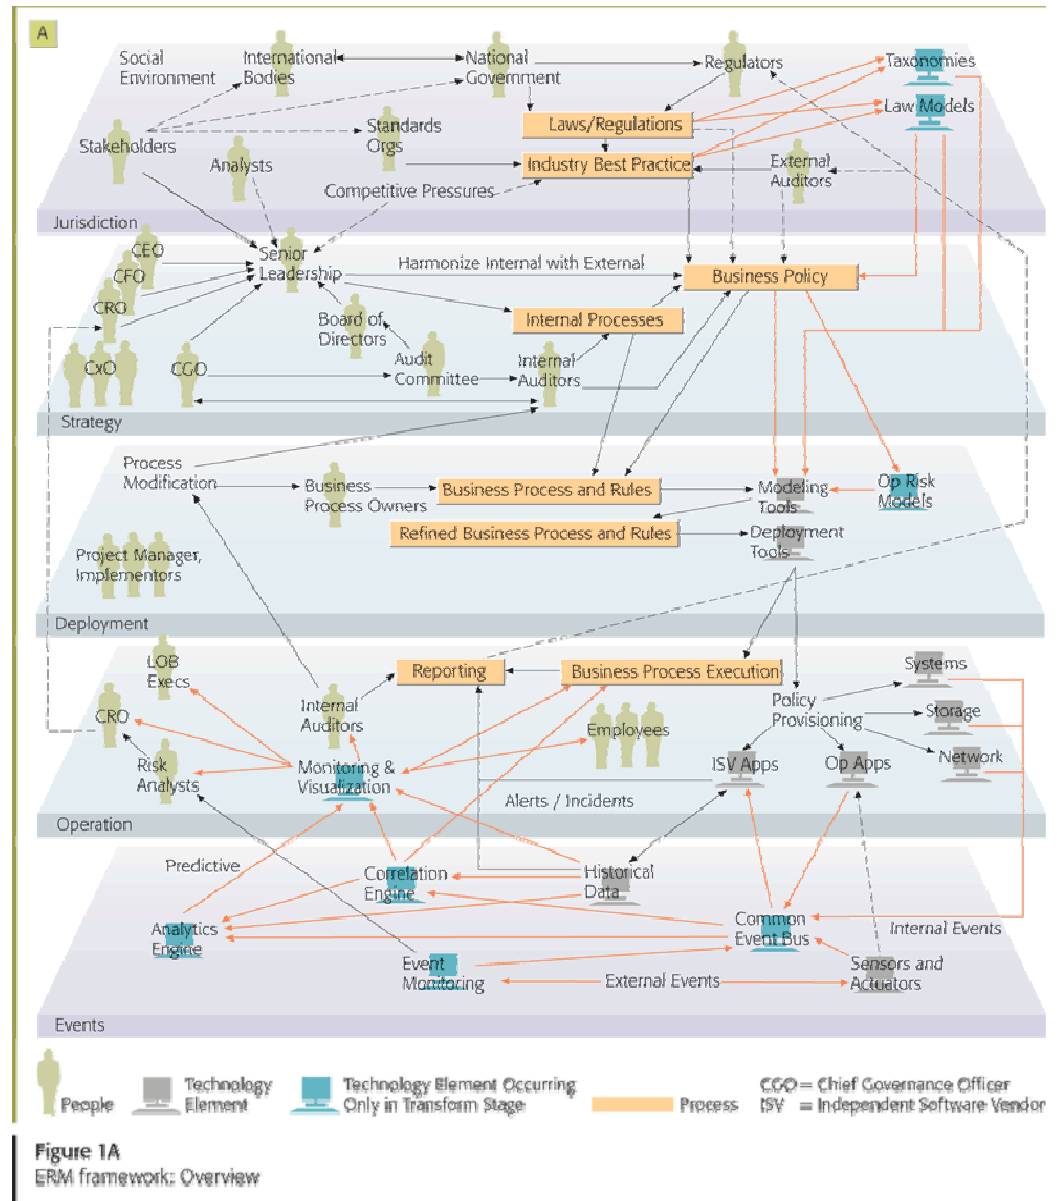 A
Social
Environment
International
Bodies
National
Government
Regulators
Taxonomies
Law Models
Stakeholders
Standards
Orgs
Laws/Regulations
Analysts
Industry Best Practice
External
Auditors
Competitive Pressures
Jurisdiction
CEO
CFO
CRO
CxO
CGO
Senior
Leadership
Harmonize Internal with External
Business Policy
Board of
Directors
Internal Processes
Audit
Committee
Internal
Auditors
Strategy
Process
Modification
Business
Process Owners
Business Process and Rules
Modeling
Tools
Op Risk
Models
Refined Business Process and Rules
Deployment
Tools
Project Manager,
Implementors
Deployment
LOB
Execs
Reporting
Business Process Execution
Systems
CRO
Internal
Auditors
Employees
Policy
Provisioning
Storage
Risk
Analysts
Monitoring &
Visualization
ISV Apps
Op Apps
Network
Alerts / Incidents
Operation
Predictive
Correlation
Engine
Historical
Data
Analytics
Engine
Common
Event Bus
Internal Events
Event
Monitoring
External Events
Sensors and
Actuators
Events
People
Technology
Element
Technology Element Occurring
Only in Transform Stage
Process
CGO = Chief Governance Officer
ISV = Independent Software Vendor
Figure 1A
ERM framework: Overview